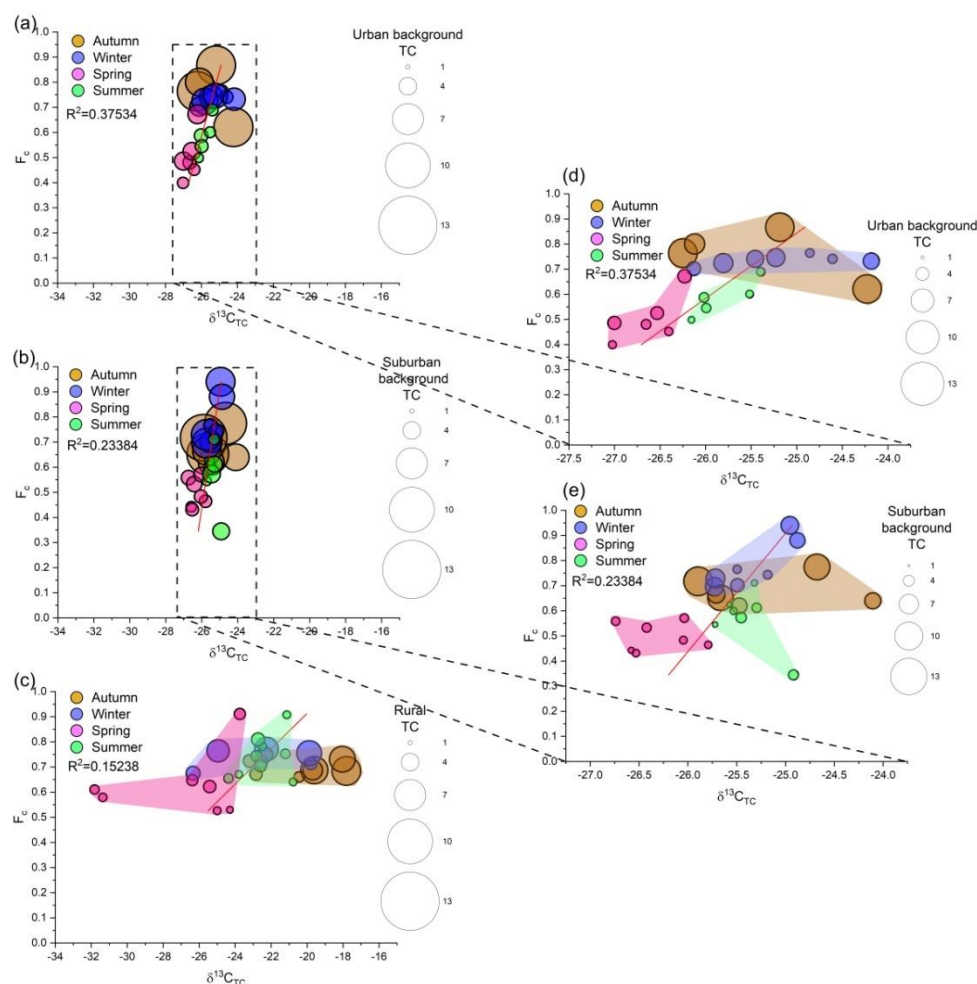 (a)
Autumn
Winter
Spring
Summer
R²=0.37534
Urban background
TC
1
4
7
10
13
1.0
0.9
0.8
0.7
0.6
0.5
0.4
0.3
0.2
0.1
0.0
Fc
-34 -32 -30 -28 -26 -24 -22 -20 -18 -16
δ¹³C_TC
(b)
Autumn
Winter
Spring
Summer
R²=0.23384
Suburban
background
TC
1
4
7
10
13
1.0
0.9
0.8
0.7
0.6
0.5
0.4
0.3
0.2
0.1
0.0
Fc
-34 -32 -30 -28 -26 -24 -22 -20 -18 -16
δ¹³C_TC
(c)
Autumn
Winter
Spring
Summer
R²=0.15238
Rural
TC
1
4
7
10
13
1.0
0.9
0.8
0.7
0.6
0.5
0.4
0.3
0.2
0.1
0.0
Fc
-34 -32 -30 -28 -26 -24 -22 -20 -18 -16
δ¹³C_TC
(d)
Autumn
Winter
Spring
Summer
R²=0.37534
Urban background
TC
1
4
7
10
13
1.0
0.9
0.8
0.7
0.6
0.5
0.4
0.3
0.2
0.1
0.0
Fc
-27.5 -27.0 -26.5 -26.0 -25.5 -25.0 -24.5 -24.0
δ¹³C_TC
(e)
Autumn
Winter
Spring
Summer
R²=0.23384
Suburban
background
TC
1
4
7
10
13
1.0
0.9
0.8
0.7
0.6
0.5
0.4
0.3
0.2
0.1
0.0
Fc
-27.0 -26.5 -26.0 -25.5 -25.0 -24.5 -24.0
δ¹³C_TC